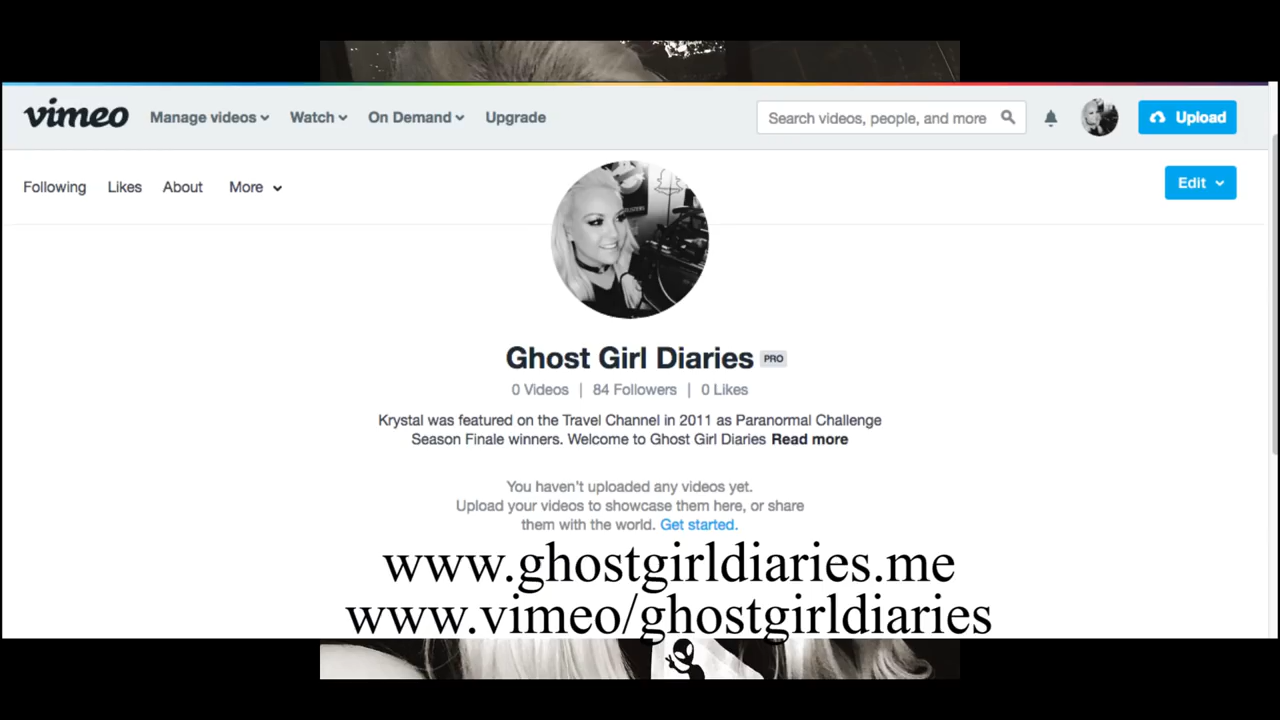 vimeo Manage videos Watch On Demand Upgrade Search videos, people, and more Upload
Following Likes About More Edit
Ghost Girl Diaries PRO
0 Videos | 84 Followers | 0 Likes
Krystal was featured on the Travel Channel in 2011 as Paranormal Challenge
Season Finale winners. Welcome to Ghost Girl Diaries Read more
You haven't uploaded any videos yet.
Upload your videos to showcase them here, or share
them with the world. Get started.
www.ghostgirldiaries.me
www.vimeo/ghostgirldiaries